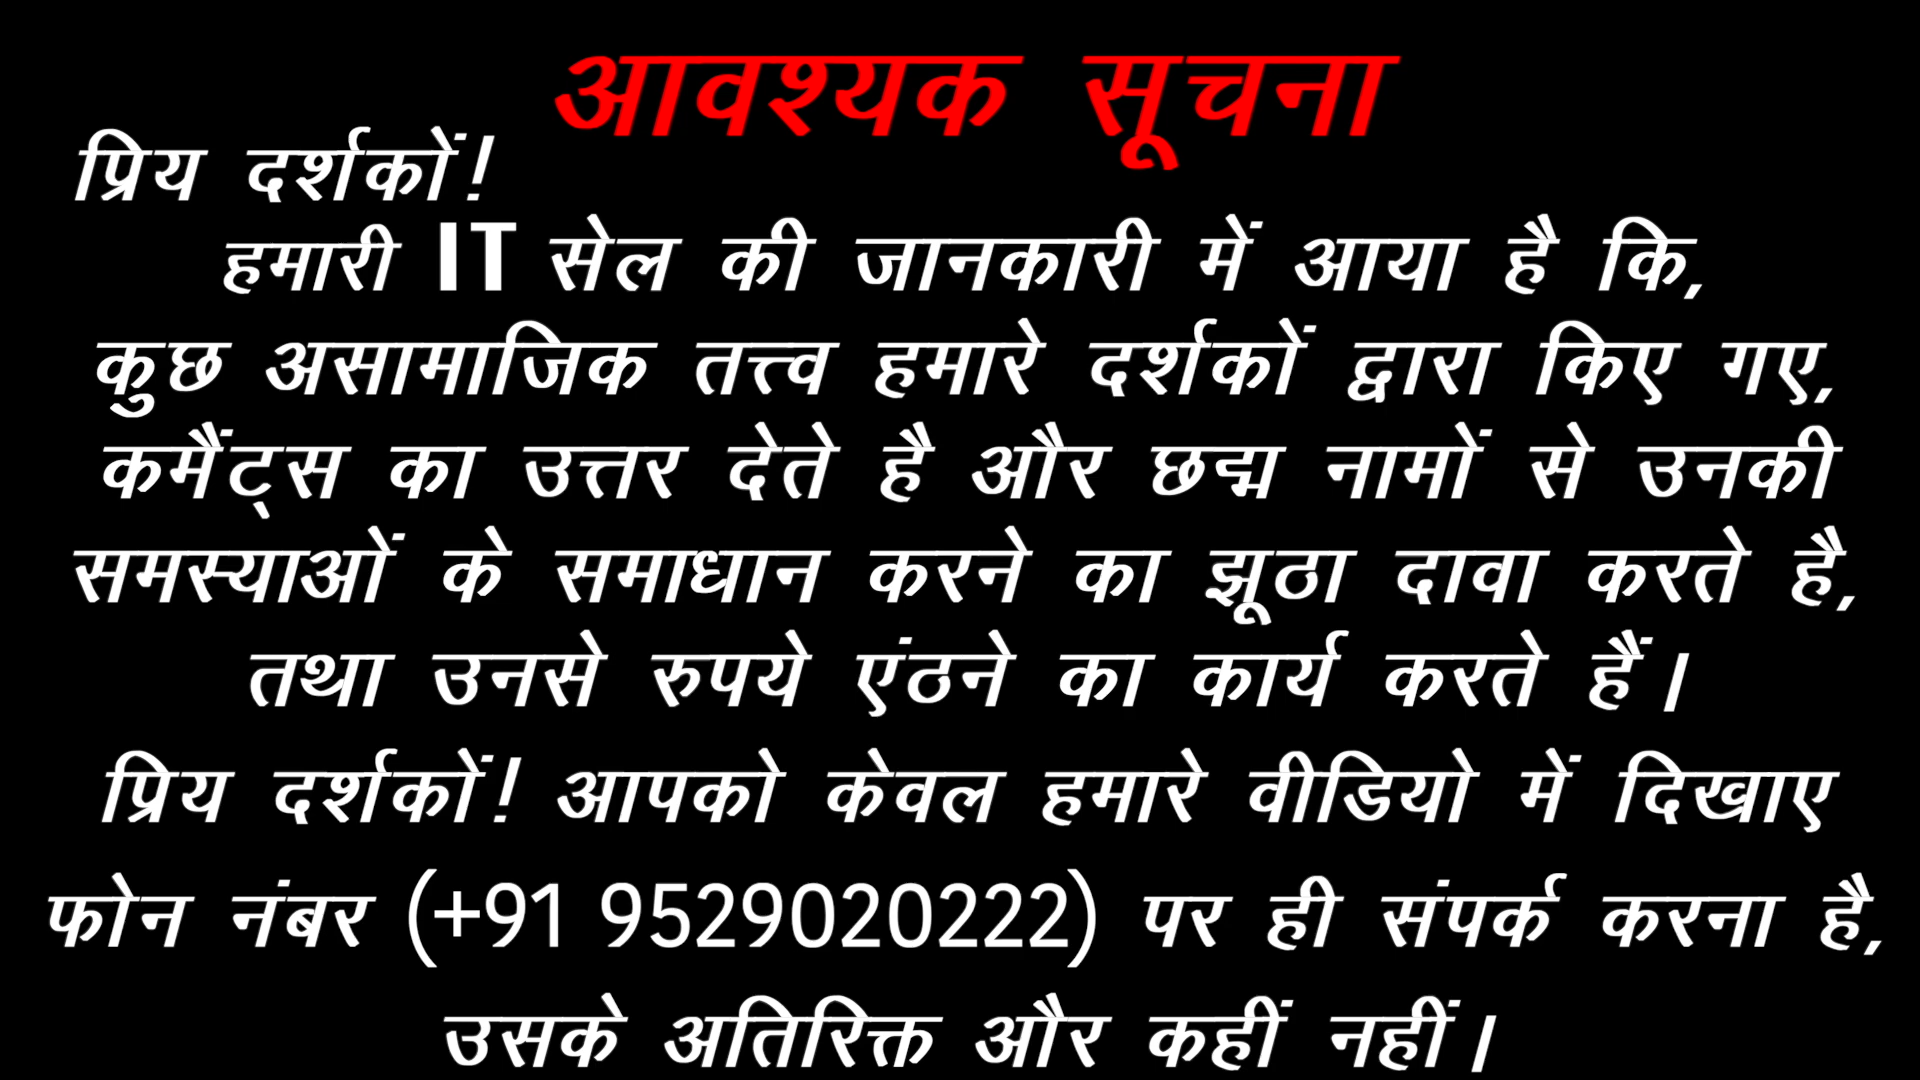 आवश्यक सूचना
प्रिय दर्शकों!
हमारी IT सेल की जानकारी में आया है कि,
कुछ असामाजिक तत्त्व हमारे दर्शकों द्वारा किए गए,
कमैंट्स का उत्तर देते है और छद्म नामों से उनकी
समस्याओं के समाधान करने का झूठा दावा करते है,
तथा उनसे रुपये एंठने का कार्य करते हैं।
प्रिय दर्शकों! आपको केवल हमारे वीडियो में दिखाए
फोन नंबर (+91 9529020222) पर ही संपर्क करना है,
उसके अतिरिक्त और कहीं नहीं।